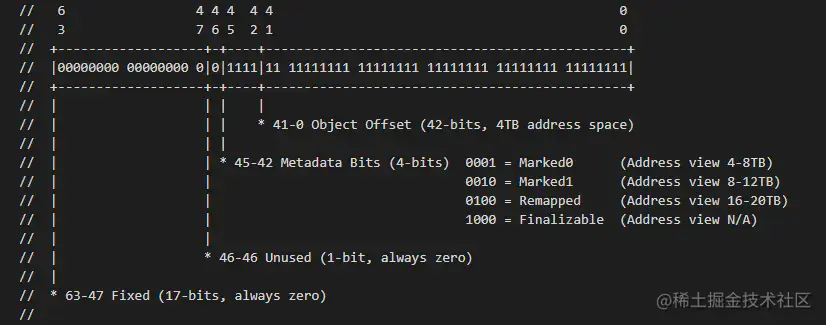 //   6                 4 4 4  4 4                                             0
//   3                 7 6 5  2 1                                             0
//  +-------------------+-+----+-----------------------------------------------+
//  |00000000 00000000 0|0|1111|11 11111111 11111111 11111111 11111111 11111111|
//  +-------------------+-+----+-----------------------------------------------+
//  |                   | |    |
//  |                   | |    * 41-0 Object Offset (42-bits, 4TB address space)
//  |                   | |
//  |                   | * 45-42 Metadata Bits (4-bits)  0001 = Marked0      (Address view 4-8TB)
//  |                   |                                 0010 = Marked1      (Address view 8-12TB)
//  |                   |                                 0100 = Remapped     (Address view 16-20TB)
//  |                   |                                 1000 = Finalizable  (Address view N/A)
//  |                   |
//  |                   * 46-46 Unused (1-bit, always zero)
//  |
//  * 63-47 Fixed (17-bits, always zero)
//
@稀土掘金技术社区